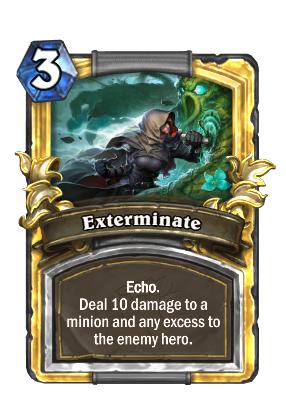 3
Exterminate
Echo.
Deal 10 damage to a
minion and any excess to
the enemy hero.